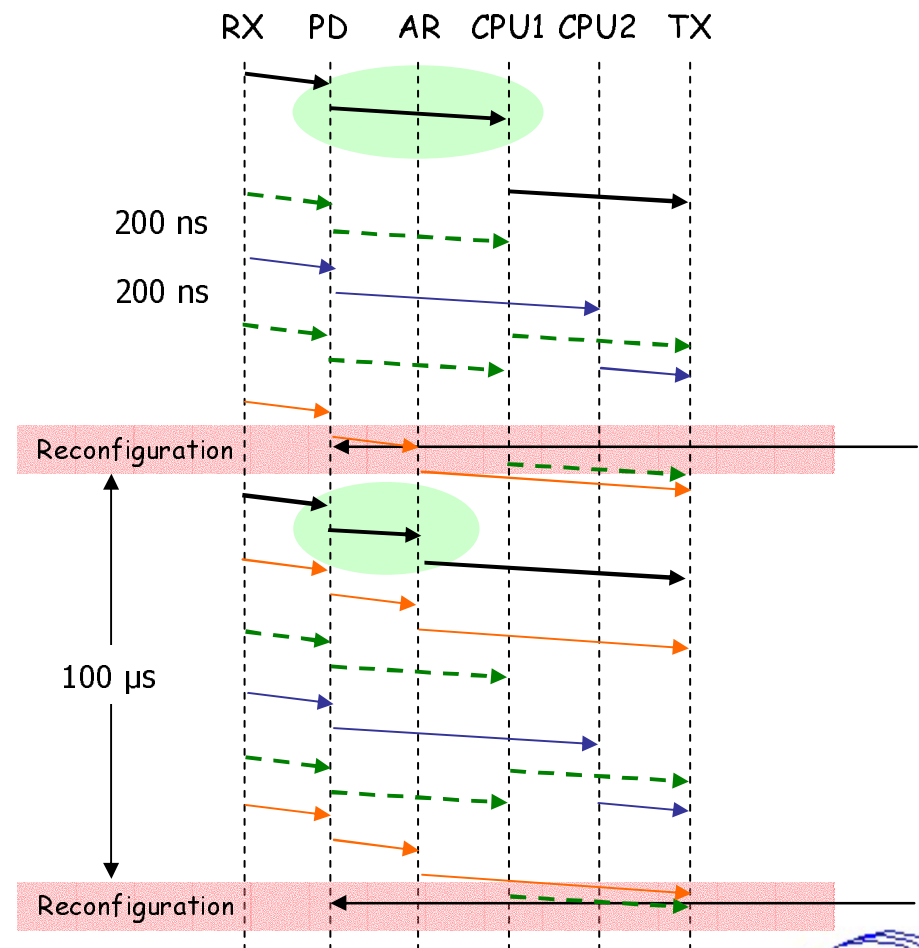 RX PD AR CPU1 CPU2 TX
200 ns
200 ns
Reconfiguration
100 µs
Reconfiguration